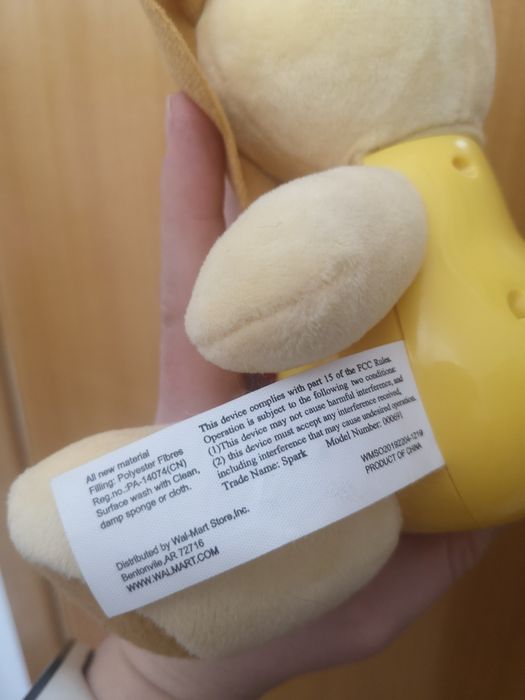 All new material
Filling: Polyester Fibres
Reg.no.:PA-14074(CN)
Surface wash with Clean,
damp sponge or cloth.
Distributed by Wal-Mart Store,Inc.
Bentonvile,AR 72716
WWW.WALMART.COM
This device complies with part 15 of the FCC Rules.
Operation is subject to the following two conditions:
(1)This device may not cause harmful interference, and
(2) this device must accept any interference received,
including interference that may cause undesired operation.
Trade Name: Spark Model Number: 000691
WMSO20192204-1219
PRODUCT OF CHINA